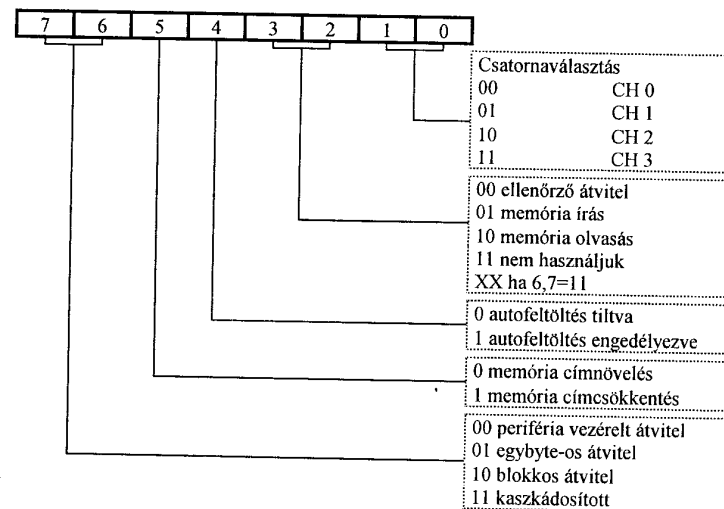 7 6 5 4 3 2 1 0
Csatornaválasztás
00 CH 0
01 CH 1
10 CH 2
11 CH 3
00 ellenőrző átvitel
01 memória írás
10 memória olvasás
11 nem használjuk
XX ha 6,7=11
0 autofeltöltés tiltva
1 autofeltöltés engedélyezve
0 memória címnövelés
1 memória címcsökkentés
00 periféria vezérelt átvitel
01 egybyte-os átvitel
10 blokkos átvitel
11 kaszkádosított